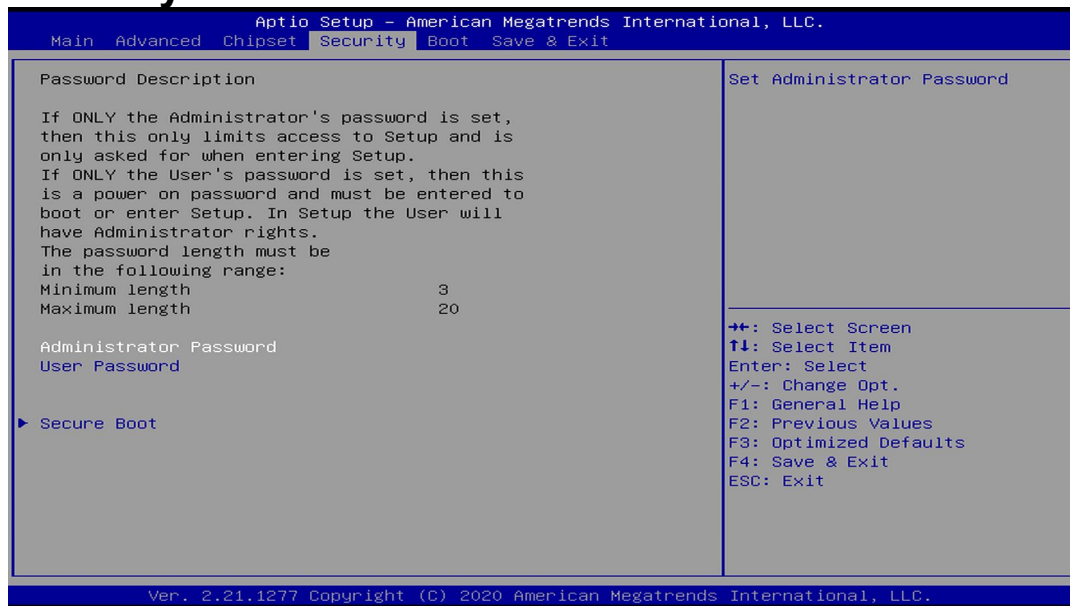 Aptio Setup – American Megatrends International, LLC.
Main Advanced Chipset Security Boot Save & Exit
Password Description
If ONLY the Administrator's password is set,
then this only limits access to Setup and is
only asked for when entering Setup.
If ONLY the User's password is set, then this
is a power on password and must be entered to
boot or enter Setup. In Setup the User will
have Administrator rights.
The password length must be
in the following range:
Minimum length 3
Maximum length 20
Administrator Password
User Password
▶ Secure Boot
Set Administrator Password
→←: Select Screen
↑↓: Select Item
Enter: Select
+/-: Change Opt.
F1: General Help
F2: Previous Values
F3: Optimized Defaults
F4: Save & Exit
ESC: Exit
Ver. 2.21.1277 Copyright (C) 2020 American Megatrends International, LLC.